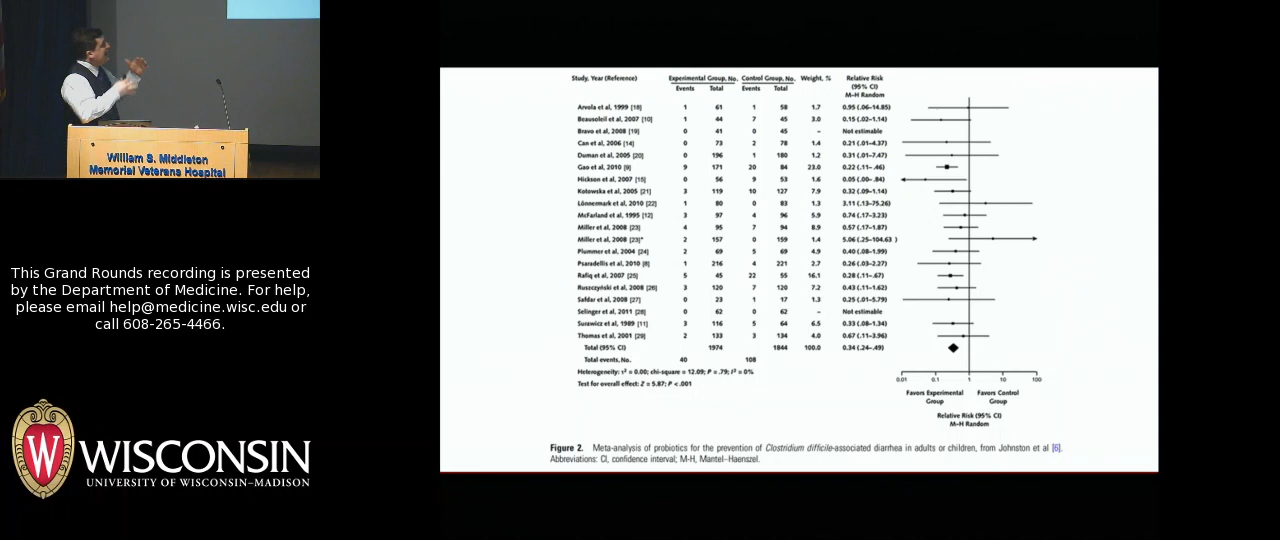 William S. Middleton
Memorial Veterans Hospital
This Grand Rounds recording is presented
by the Department of Medicine. For help,
please email help@medicine.wisc.edu or
call 608-265-4466.
W
WISCONSIN
UNIVERSITY OF WISCONSIN–MADISON
Study, Year (Reference) Experimental Group, No. Control Group, No. Weight, % Relative Risk
Events Total Events Total (95% CI)
M–H Random
Arvola et al, 1999 [18] 1 61 1 58 1.7 0.95 (.06–14.85)
Beausoleil et al, 2007 [10] 1 44 7 45 3.0 0.15 (.02–1.14)
Bravo et al, 2008 [19] 0 41 0 45 – Not estimable
Can et al, 2006 [14] 0 73 2 78 1.4 0.21 (.01–4.37)
Duman et al, 2005 [20] 0 196 1 180 1.2 0.31 (.01–7.47)
Gao et al, 2010 [9] 9 171 20 84 23.0 0.22 (.11–.46)
Hickson et al, 2007 [15] 0 56 9 53 1.6 0.05 (.00–.84)
Kotowska et al, 2005 [21] 3 119 10 127 7.9 0.32 (.09–1.14)
Lönnermark et al, 2010 [22] 1 80 0 83 1.3 3.11 (.13–75.26)
McFarland et al, 1995 [12] 3 97 4 96 5.9 0.74 (.17–3.23)
Miller et al, 2008 [23] 4 95 7 94 8.9 0.57 (.17–1.87)
Miller et al, 2008 [23]* 2 157 0 159 1.4 5.06 (.25–104.63 )
Plummer et al, 2004 [24] 2 69 5 69 4.9 0.40 (.08–1.99)
Psaradellis et al, 2010 [8] 1 216 4 221 2.7 0.26 (.03–2.27)
Rafiq et al, 2007 [25] 5 45 22 55 16.1 0.28 (.11–.67)
Ruszczyński et al, 2008 [26] 3 120 7 120 7.2 0.43 (.11–1.62)
Safdar et al, 2008 [27] 0 23 1 17 1.3 0.25 (.01–5.79)
Selinger et al, 2011 [28] 0 62 0 62 – Not estimable
Surawicz et al, 1989 [11] 3 116 5 64 6.5 0.33 (.08–1.34)
Thomas et al, 2001 [29] 2 133 3 134 4.0 0.67 (.11–3.96)
Total (95% CI) 1974 1844 100.0 0.34 (.24–.49)
Total events, No. 40 108
Heterogeneity: τ² = 0.00; chi-square = 12.09; P = .79; I² = 0%
Test for overall effect: Z = 5.87; P < .001
0.01 0.1 1 10 100
Favors Experimental Favors Control
Group Group
Relative Risk (95% CI)
M–H Random
Figure 2. Meta-analysis of probiotics for the prevention of Clostridium difficile-associated diarrhea in adults or children, from Johnston et al [6].
Abbreviations: CI, confidence interval; M-H, Mantel–Haenszel.